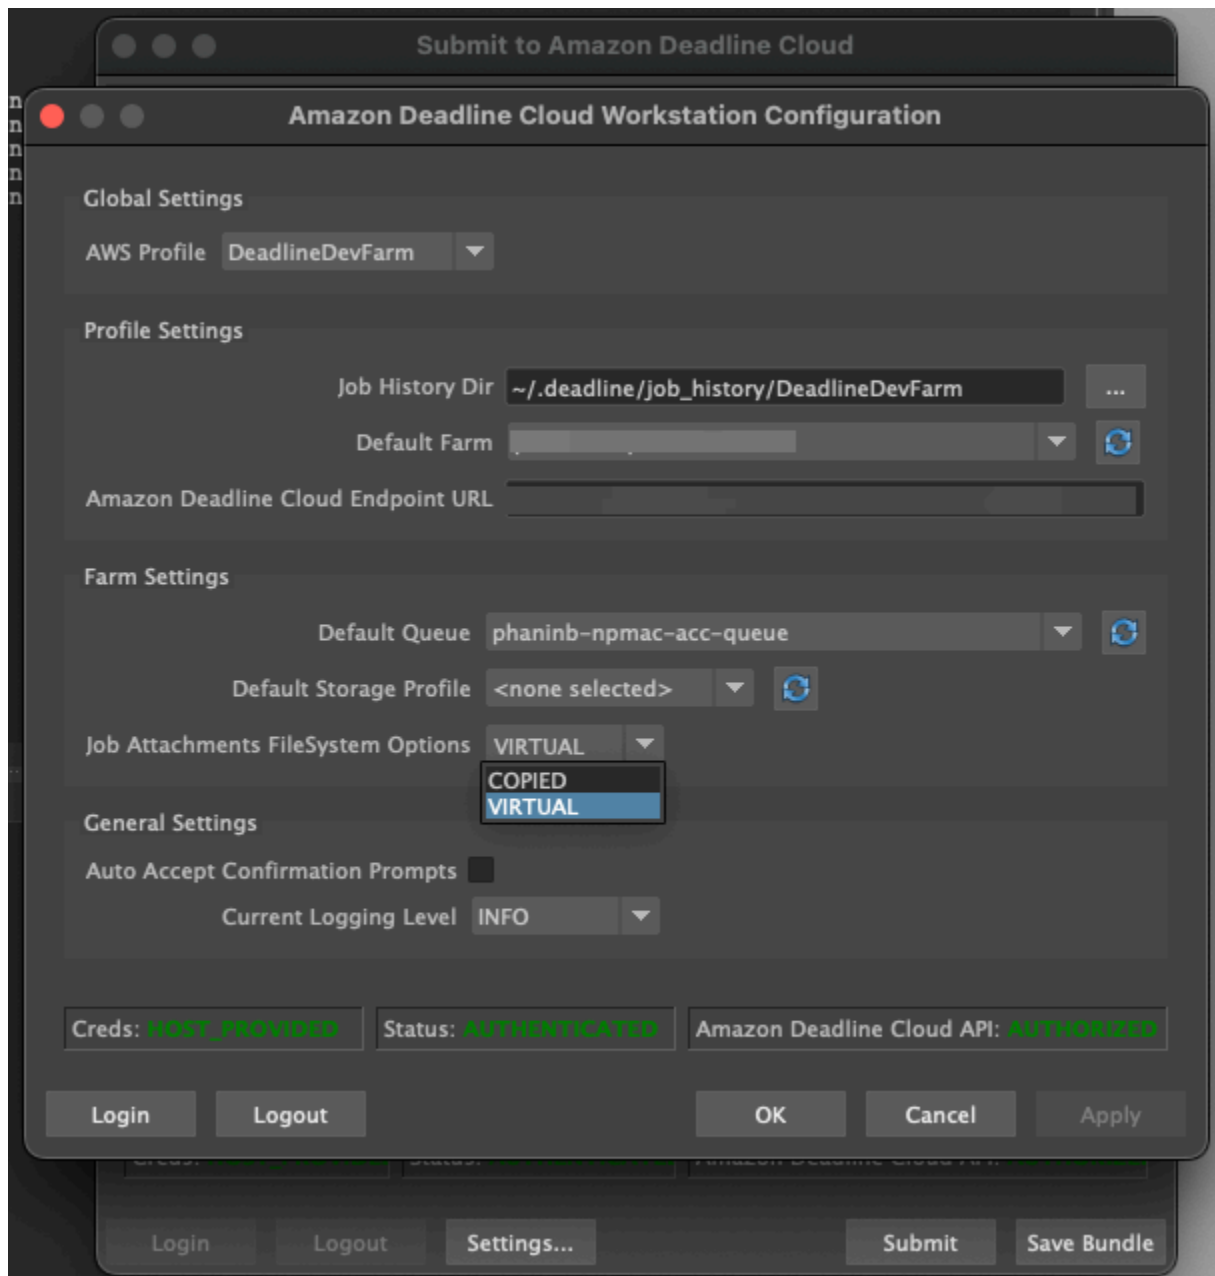 Submit to Amazon Deadline Cloud
n
Amazon Deadline Cloud Workstation Configuration
n
n
n
n
Global Settings
AWS Profile DeadlineDevFarm
Profile Settings
Job History Dir ~/.deadline/job_history/DeadlineDevFarm ...
Default Farm
Amazon Deadline Cloud Endpoint URL
Farm Settings
Default Queue phaninb-npmac-acc-queue
Default Storage Profile <none selected>
Job Attachments FileSystem Options VIRTUAL
COPIED
VIRTUAL
General Settings
Auto Accept Confirmation Prompts
Current Logging Level INFO
Creds: HOST_PROVIDED Status: AUTHENTICATED Amazon Deadline Cloud API: AUTHORIZED
Login Logout OK Cancel Apply
Login Logout Settings... Submit Save Bundle